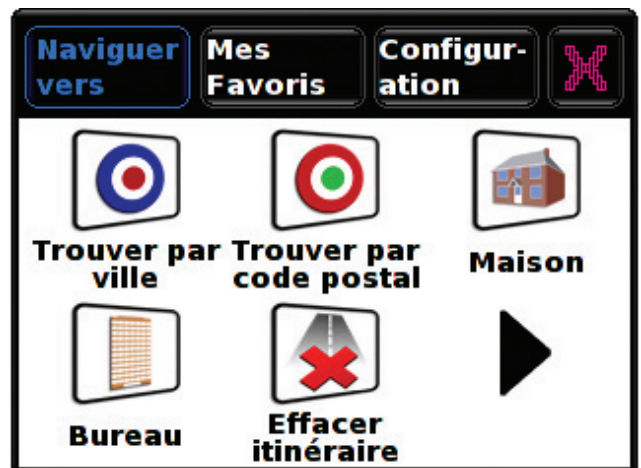 Naviguer
vers
Mes
Favoris
Configur-
ation
Trouver par
ville
Trouver par
code postal
Maison
Bureau
Effacer
itinéraire